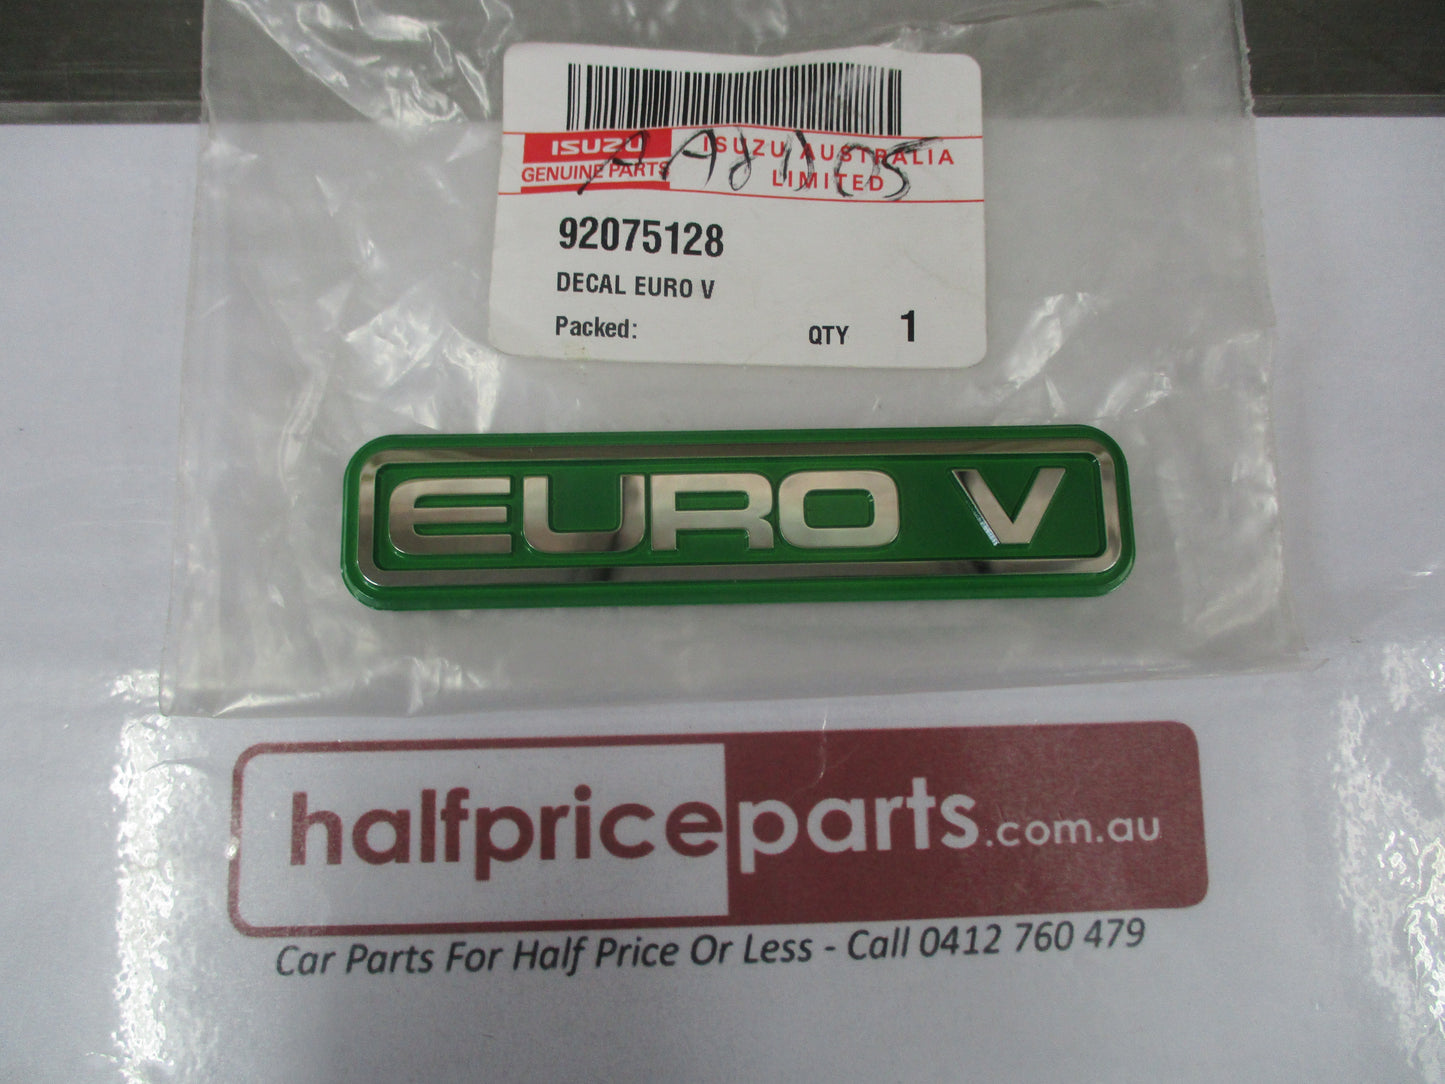 ISUZU
GENUINE PARTS
ISUZU AUSTRALIA
LIMITED
92075128
DECAL EURO V
Packed:
QTY 1
EURO V
halfpriceparts.com.au
Car Parts For Half Price Or Less - Call 0412 760 479